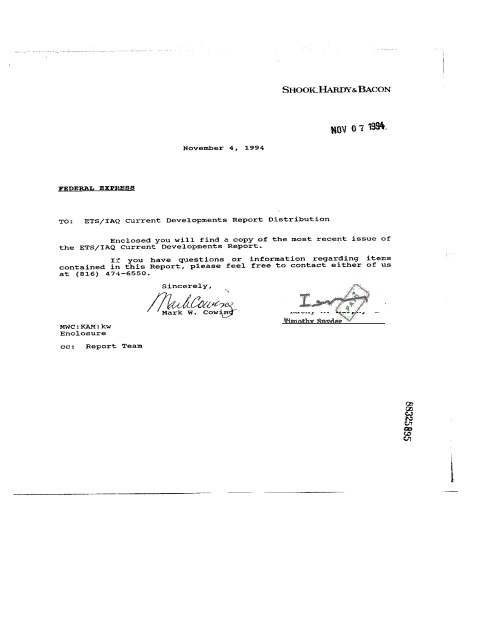 SHOOK, HARDY & BACON
NOV 07 1994.
November 4, 1994
FEDERAL EXPRESS
TO: ETS/IAQ Current Developments Report Distribution
Enclosed you will find a copy of the most recent issue of
the ETS/IAQ Current Developments Report.
If you have questions or information regarding items
contained in this Report, please feel free to contact either of us
at (816) 474-6550.
Sincerely,
Mark Cowing
Mark W. Cowing
Timothy Snyder
MWC:KAM:kw
Enclosure
cc: Report Team
88325895